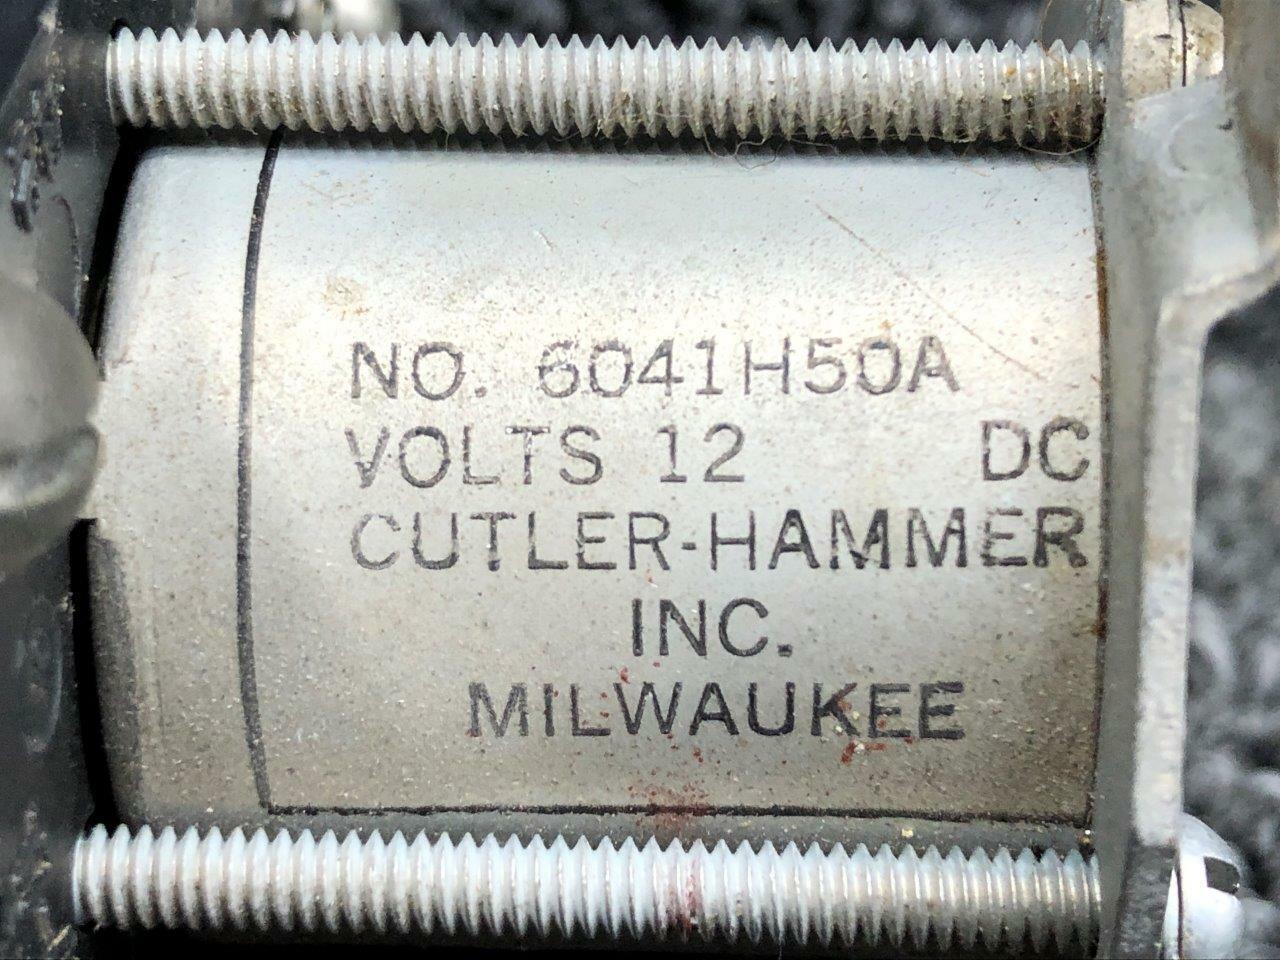 NO. 6041H50A
VOLTS 12 DC
CUTLER-HAMMER
INC.
MILWAUKEE